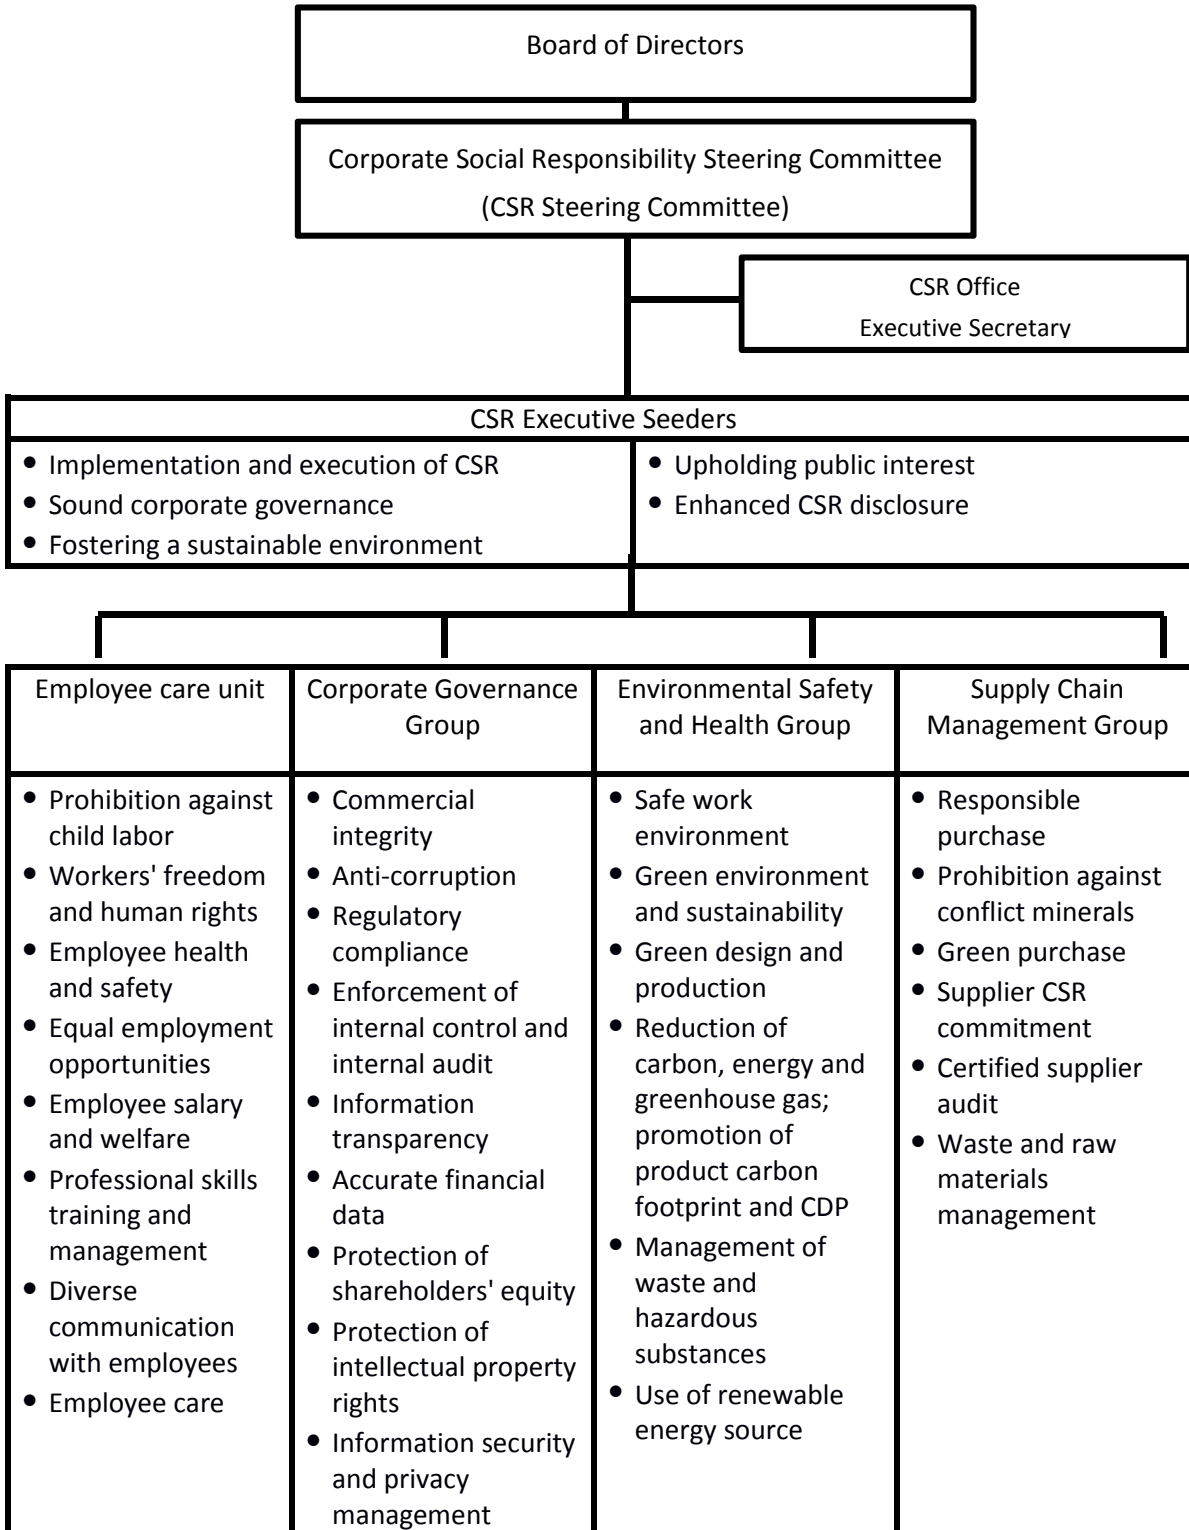 Board of Directors
Corporate Social Responsibility Steering Committee
(CSR Steering Committee)
CSR Office
Executive Secretary
CSR Executive Seeders
• Implementation and execution of CSR
• Sound corporate governance
• Fostering a sustainable environment
• Upholding public interest
• Enhanced CSR disclosure
Employee care unit
• Prohibition against
child labor
• Workers' freedom
and human rights
• Employee health
and safety
• Equal employment
opportunities
• Employee salary
and welfare
• Professional skills
training and
management
• Diverse
communication
with employees
• Employee care
Corporate Governance
Group
• Commercial
integrity
• Anti-corruption
• Regulatory
compliance
• Enforcement of
internal control and
internal audit
• Information
transparency
• Accurate financial
data
• Protection of
shareholders' equity
• Protection of
intellectual property
rights
• Information security
and privacy
management
Environmental Safety
and Health Group
• Safe work
environment
• Green environment
and sustainability
• Green design and
production
• Reduction of
carbon, energy and
greenhouse gas;
promotion of
product carbon
footprint and CDP
• Management of
waste and
hazardous
substances
• Use of renewable
energy source
Supply Chain
Management Group
• Responsible
purchase
• Prohibition against
conflict minerals
• Green purchase
• Supplier CSR
commitment
• Certified supplier
audit
• Waste and raw
materials
management